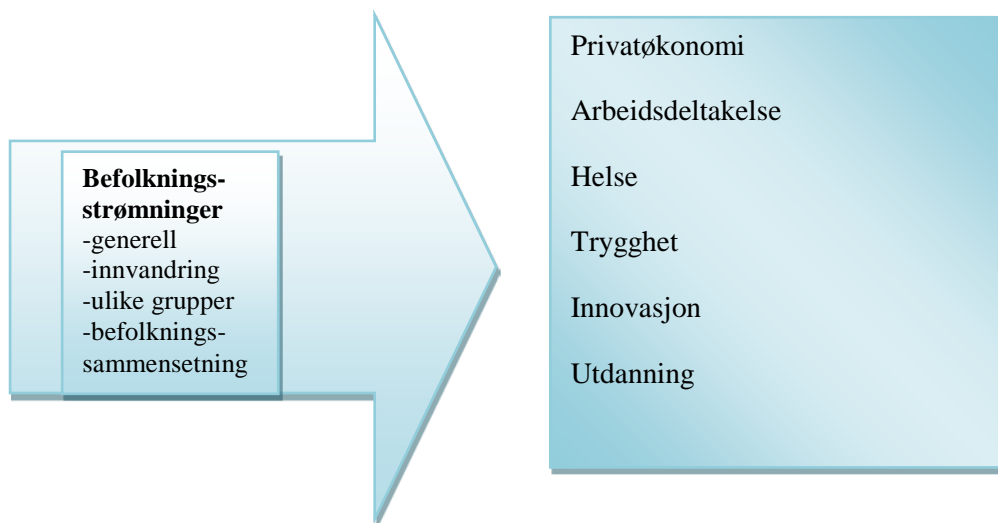 Befolknings-
strømninger
-generell
-innvandring
-ulike grupper
-befolknings-
sammensetning
Privatøkonomi
Arbeidsdeltakelse
Helse
Trygghet
Innovasjon
Utdanning